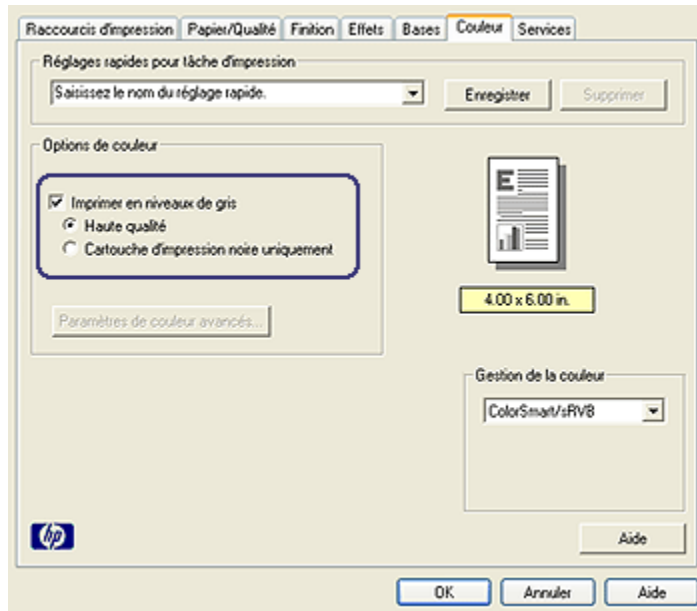 Raccourcis d'impression Papier/Qualité Finition Effets Bases Couleur Services
Réglages rapides pour tâche d'impression
Saisissez le nom du réglage rapide. Enregistrer Supprimer
Options de couleur
Imprimer en niveaux de gris
Haute qualité
Cartouche d'impression noire uniquement
Paramètres de couleur avancés...
E
4.00 x 6.00 in.
Gestion de la couleur
ColorSmart/sRVB
hp
Aide
OK Annuler Aide